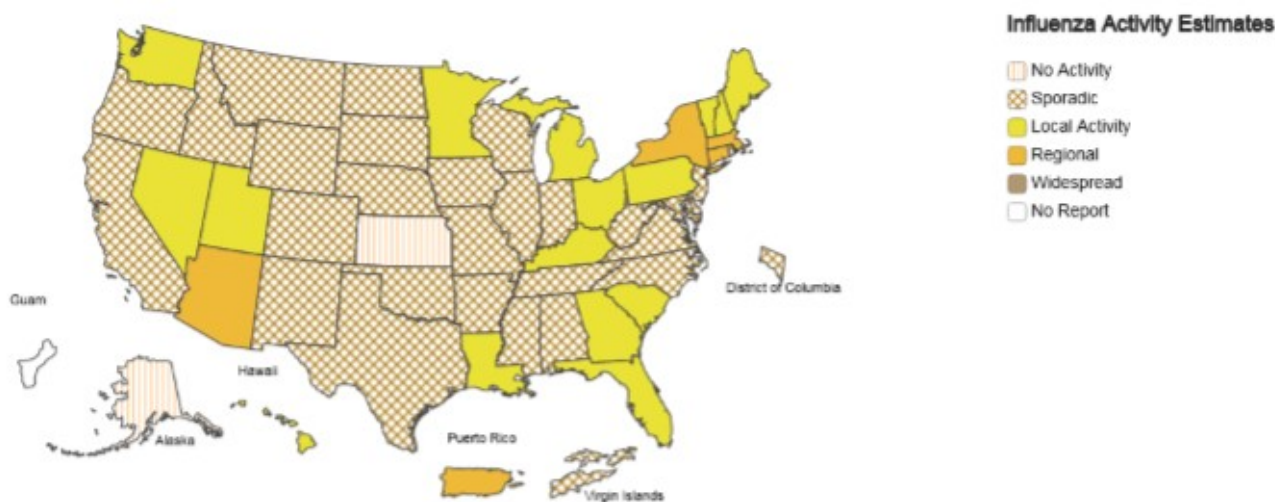 Influenza Activity Estimates
No Activity
Sporadic
Local Activity
Regional
Widespread
No Report
District of Columbia
Guam
Hawaii
Alaska
Puerto Rico
Virgin Islands